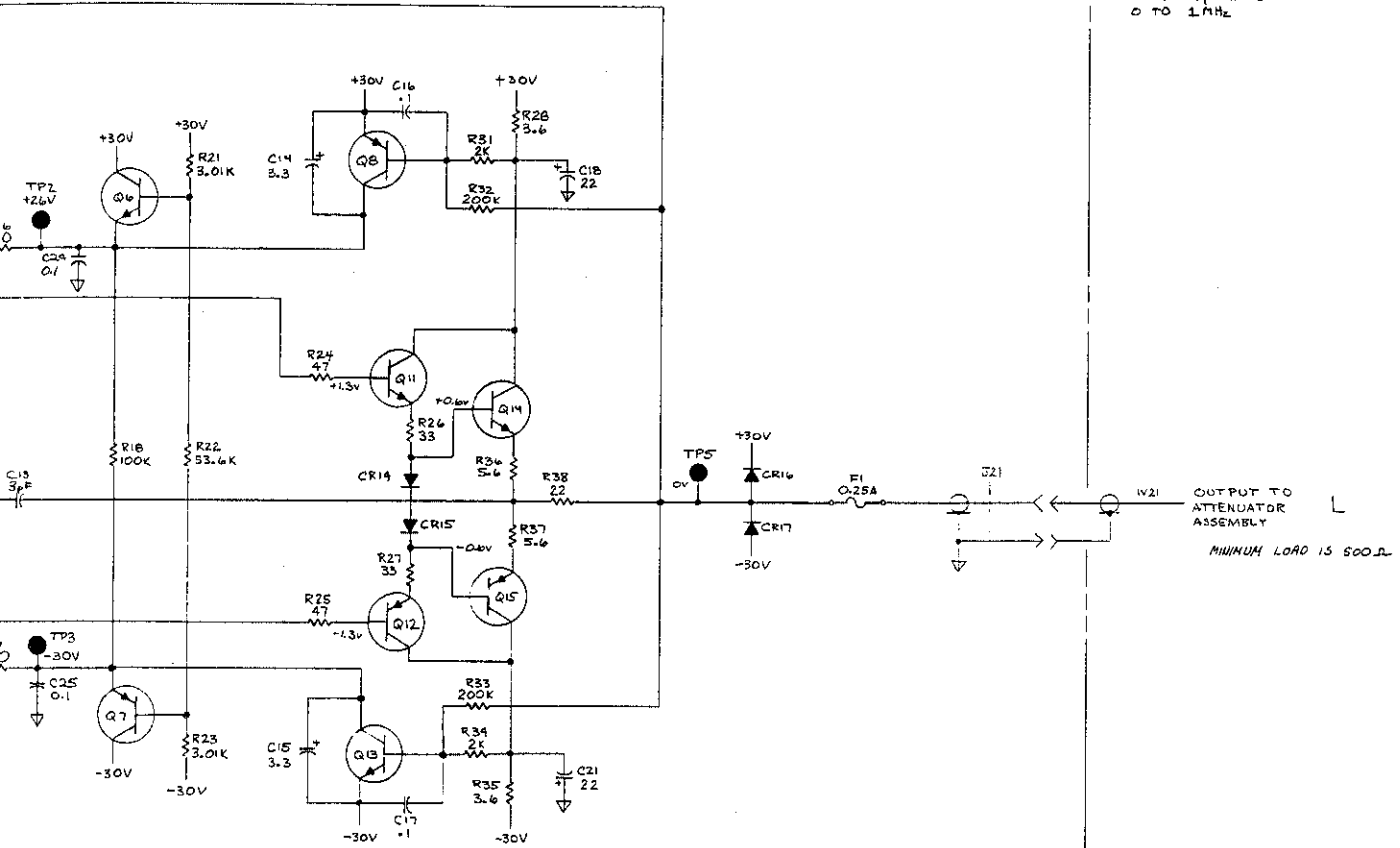 0 TO 1MHz
+30V
C16
.1
+30V
R28
3.6
+30V
+30V
R21
3.01K
C14
3.3
Q8
R31
2K
C18
22
TP2
+26V
Q6
R32
200K
C24
0.1
R24
47
+1.3V
Q11
+0.6V
Q14
R26
33
R18
100K
R22
53.6K
CR14
R36
5.6
R38
22
TP5
0V
+30V
CR16
F1
0.25A
J21
W21
OUTPUT TO
ATTENUATOR
ASSEMBLY
L
C13
3pF
CR15
R37
5.6
CR17
-30V
MINIMUM LOAD IS 500Ω
-0.6V
R27
33
Q15
R25
47
-1.3V
Q12
TP3
-30V
C25
0.1
Q7
R33
200K
R23
3.01K
C15
3.3
Q13
R34
2K
C21
22
R35
3.6
-30V
-30V
C17
.1
-30V
-30V